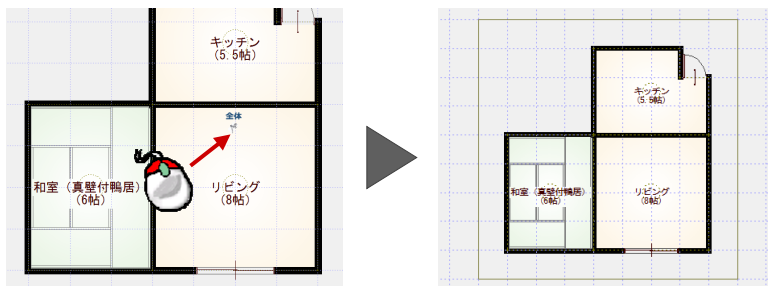 キッチン
(5.5帖)
全体
和室（真壁付鴨居）
(6帖)
リビング
(8帖)
キッチン
(5.5帖)
和室（真壁付鴨居）
(6帖)
リビング
(8帖)